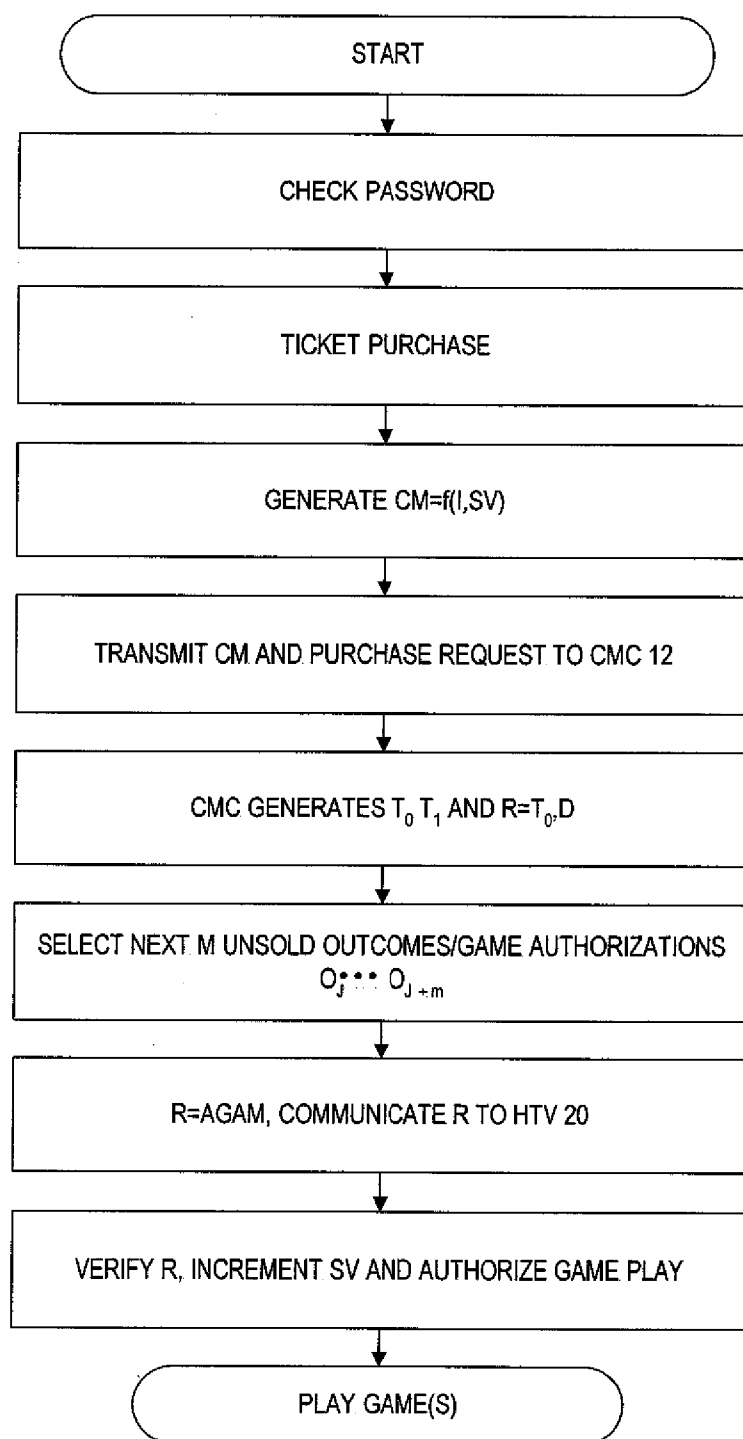 START
CHECK PASSWORD
TICKET PURCHASE
GENERATE CM=f(I,SV)
TRANSMIT CM AND PURCHASE REQUEST TO CMC 12
CMC GENERATES T₀ T₁ AND R=T₀,D
SELECT NEXT M UNSOLD OUTCOMES/GAME AUTHORIZATIONS
O_J••• O_J+m
R=AGAM, COMMUNICATE R TO HTV 20
VERIFY R, INCREMENT SV AND AUTHORIZE GAME PLAY
PLAY GAME(S)